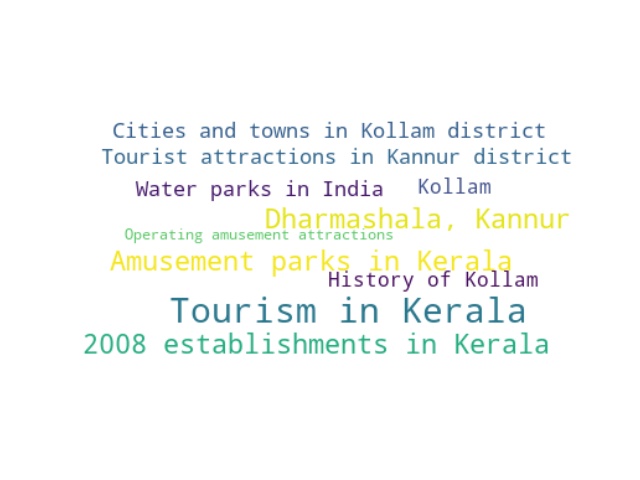 Cities and towns in Kollam district
Tourist attractions in Kannur district
Water parks in India
Kollam
Dharmashala, Kannur
Operating amusement attractions
Amusement parks in Kerala
History of Kollam
Tourism in Kerala
2008 establishments in Kerala